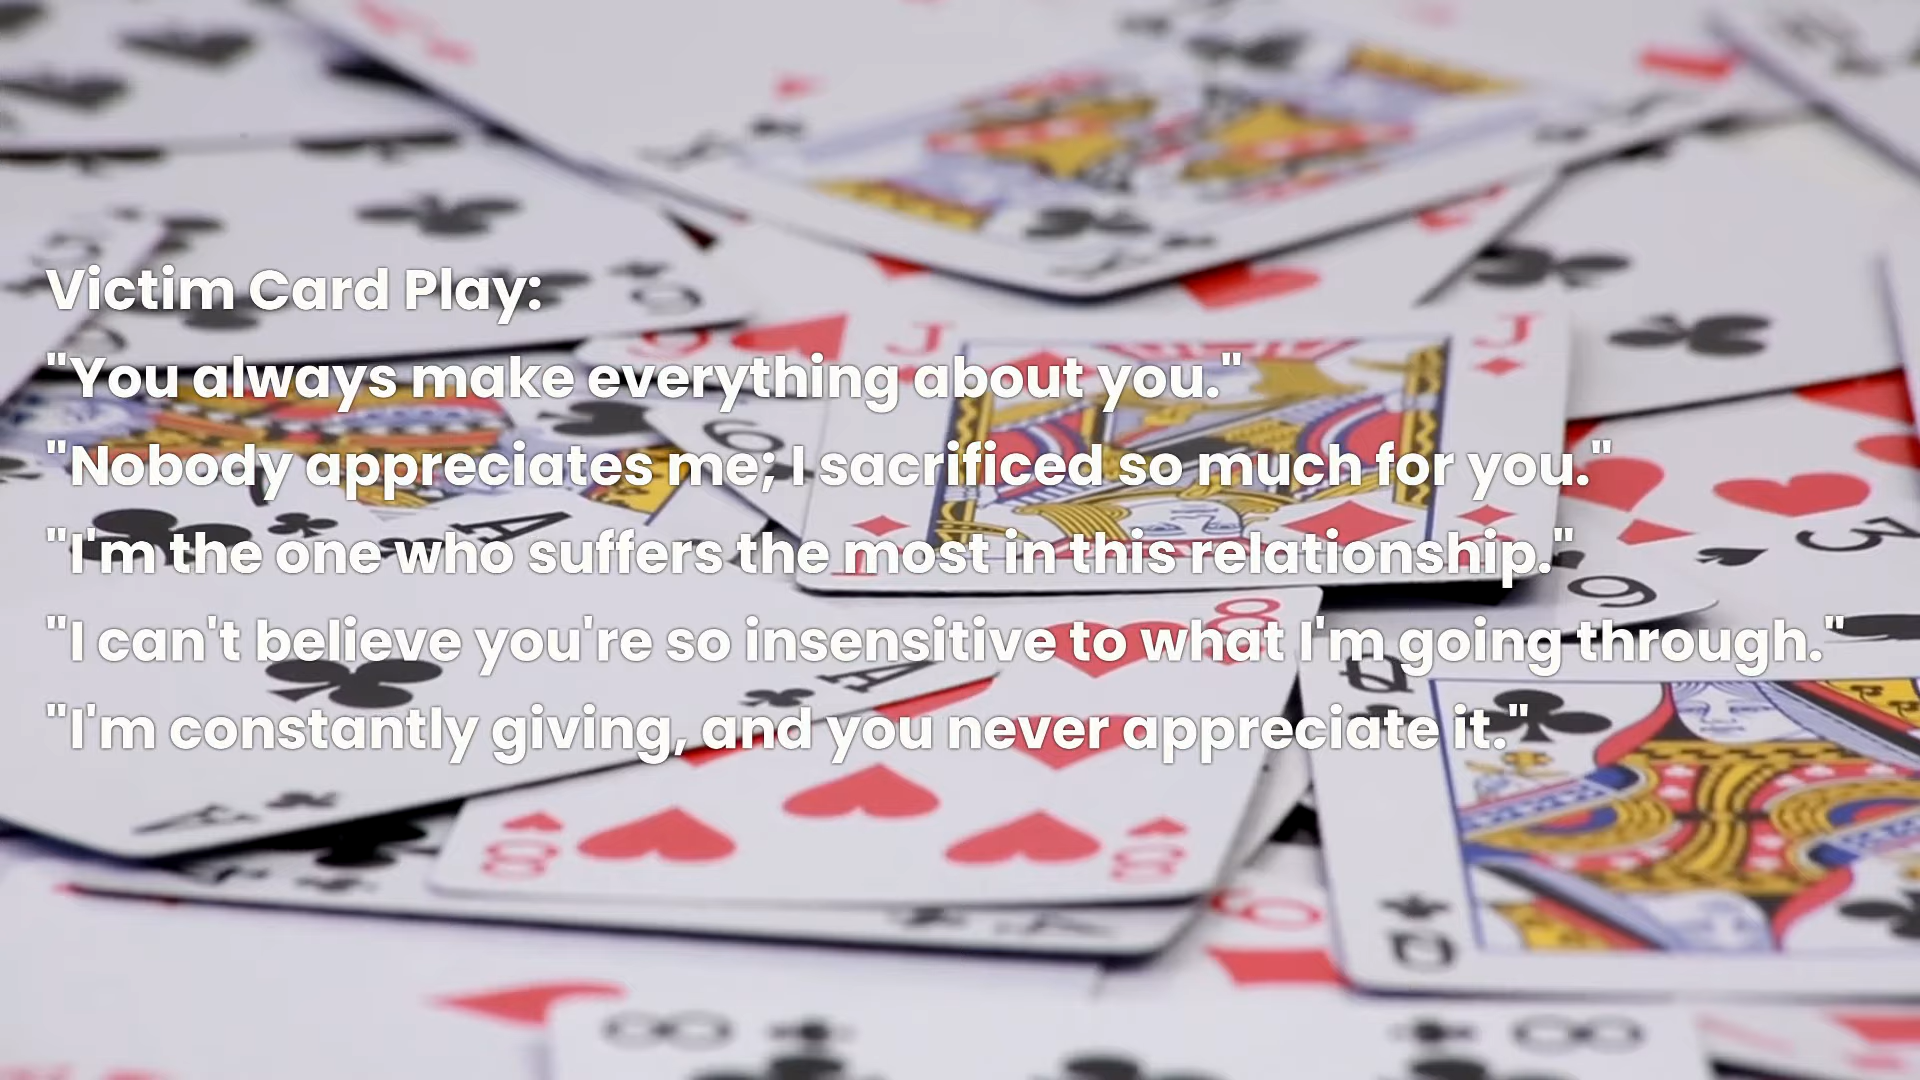 Victim Card Play:
"You always make everything about you."
"Nobody appreciates me; I sacrificed so much for you."
"I'm the one who suffers the most in this relationship."
"I can't believe you're so insensitive to what I'm going through."
"I'm constantly giving, and you never appreciate it."